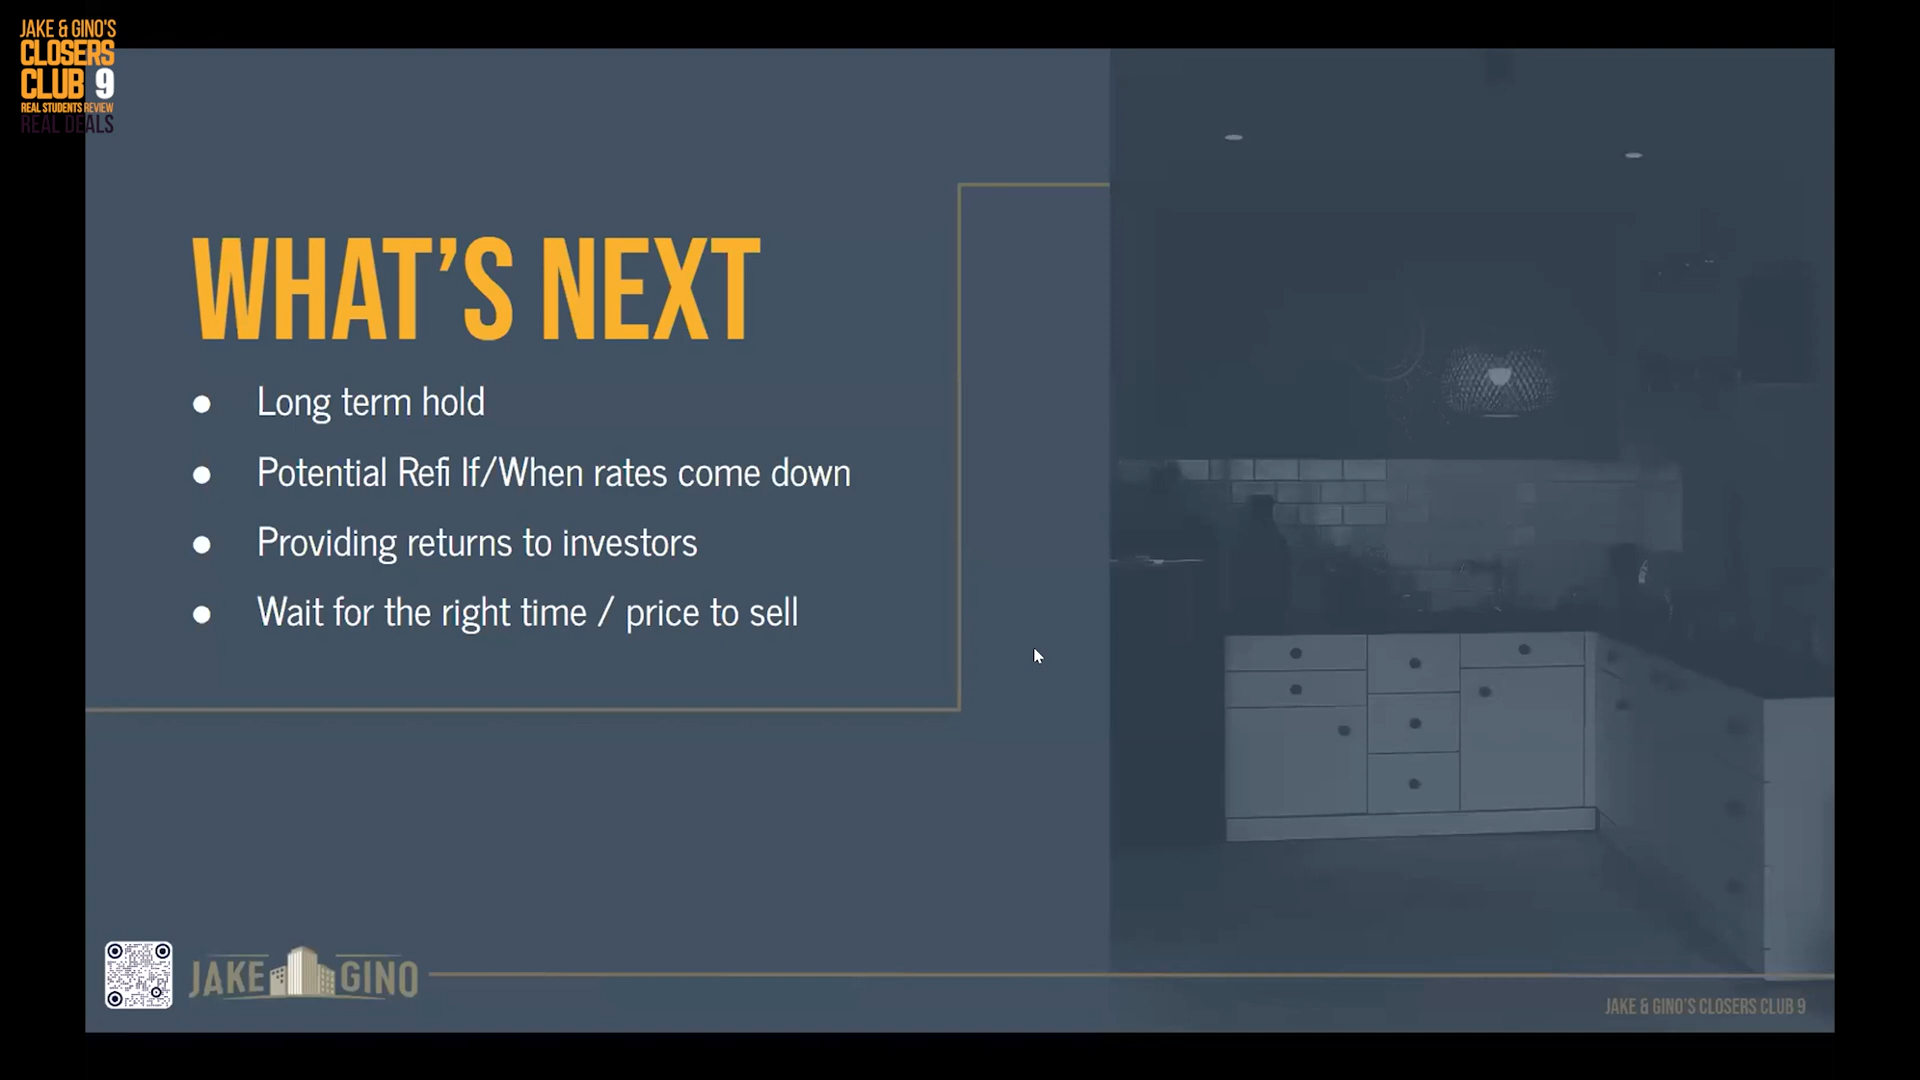 JAKE & GINO'S
CLOSERS
CLUB 9
REAL STUDENTS REVIEW
REAL DEALS
WHAT'S NEXT
● Long term hold
● Potential Refi If/When rates come down
● Providing returns to investors
● Wait for the right time / price to sell
JAKE GINO
JAKE & GINO'S CLOSERS CLUB 9